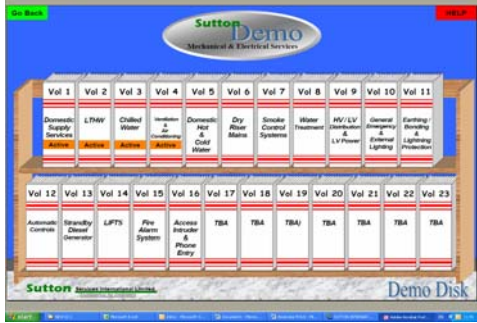 Go Back
HELP
Sutton
Demo
Mechanical & Electrical Services
Vol 1
Vol 2
Vol 3
Vol 4
Vol 5
Vol 6
Vol 7
Vol 8
Vol 9
Vol 10
Vol 11
Domestic
Supply
Services
Active
LTHW
Active
Chilled
Water
Active
Ventilation
&
Air
Conditioning
Active
Domestic
Hot
&
Cold
Water
Dry
Riser
Mains
Smoke
Control
Systems
Water
Treatment
HV / LV
Distribution
&
LV Power
General
Emergency
&
External
Lighting
Earthing /
Bonding
&
Lightning
Protection
Vol 12
Vol 13
Vol 14
Vol 15
Vol 16
Vol 17
Vol 18
Vol 19
Vol 20
Vol 21
Vol 22
Vol 23
Automatic
Controls
Standby
Diesel
Generator
LIFTS
Fire
Alarm
System
Access
Intruder
&
Phone
Entry
TBA
TBA
TBA)
TBA
TBA
TBA
TBA
Sutton Services International Limited
Demo Disk
start